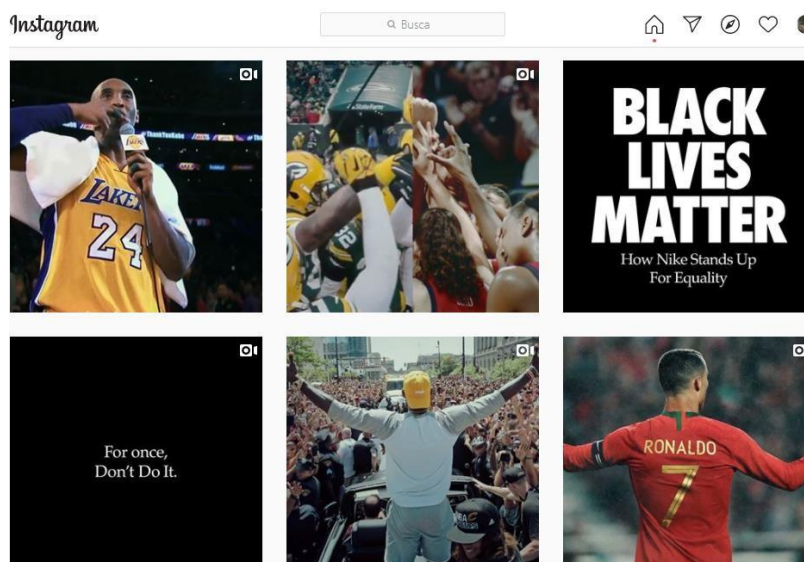 Instagram
Busca
LAKERS
24
BLACK
LIVES
MATTER
How Nike Stands Up
For Equality
For once,
Don't Do It.
RONALDO
7